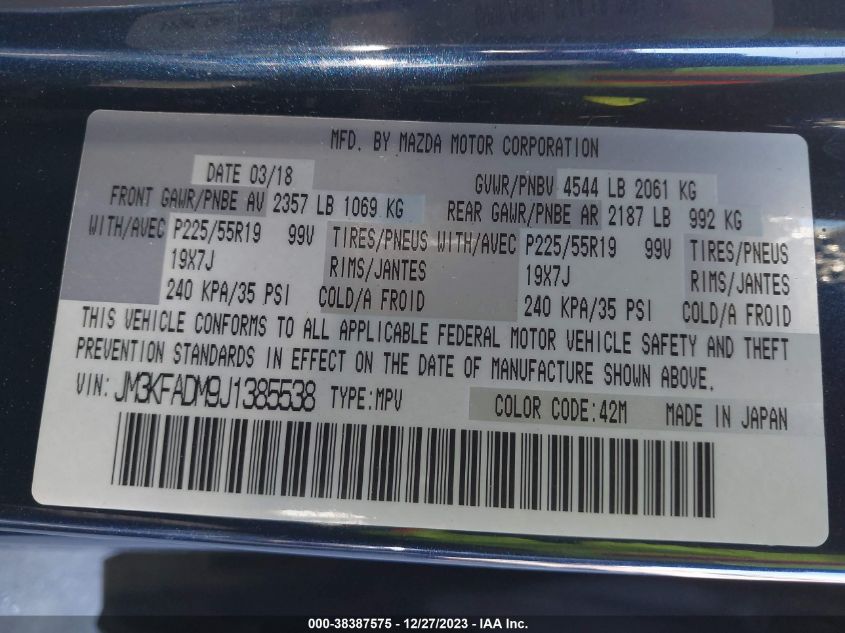 MFD. BY MAZDA MOTOR CORPORATION
DATE 03/18 GVWR/PNBV 4544 LB 2061 KG
FRONT GAWR/PNBE AV 2357 LB 1069 KG REAR GAWR/PNBE AR 2187 LB 992 KG
WITH/AVEC P225/55R19 99V TIRES/PNEUS WITH/AVEC P225/55R19 99V TIRES/PNEUS
19X7J RIMS/JANTES 19X7J RIMS/JANTES
240 KPA/35 PSI COLD/A FROID 240 KPA/35 PSI COLD/A FROID
THIS VEHICLE CONFORMS TO ALL APPLICABLE FEDERAL MOTOR VEHICLE SAFETY AND THEFT
PREVENTION STANDARDS IN EFFECT ON THE DATE OF MANUFACTURE SHOWN ABOVE.
VIN: JM3KFADM9J1385538 TYPE:MPV COLOR CODE:42M MADE IN JAPAN
000-38387575 - 12/27/2023 - IAA Inc.